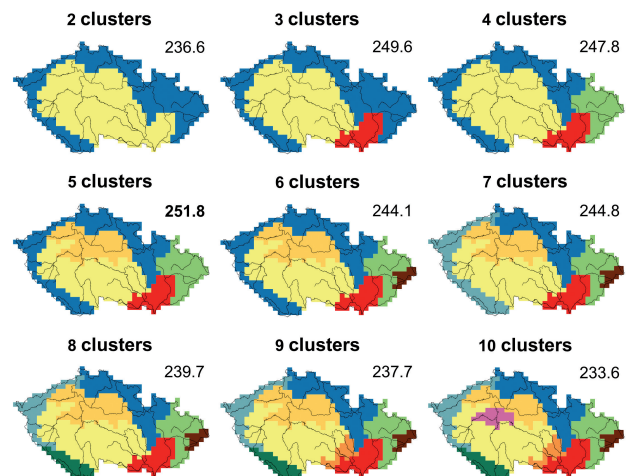 2 clusters
236.6
3 clusters
249.6
4 clusters
247.8
5 clusters
251.8
6 clusters
244.1
7 clusters
244.8
8 clusters
239.7
9 clusters
237.7
10 clusters
233.6